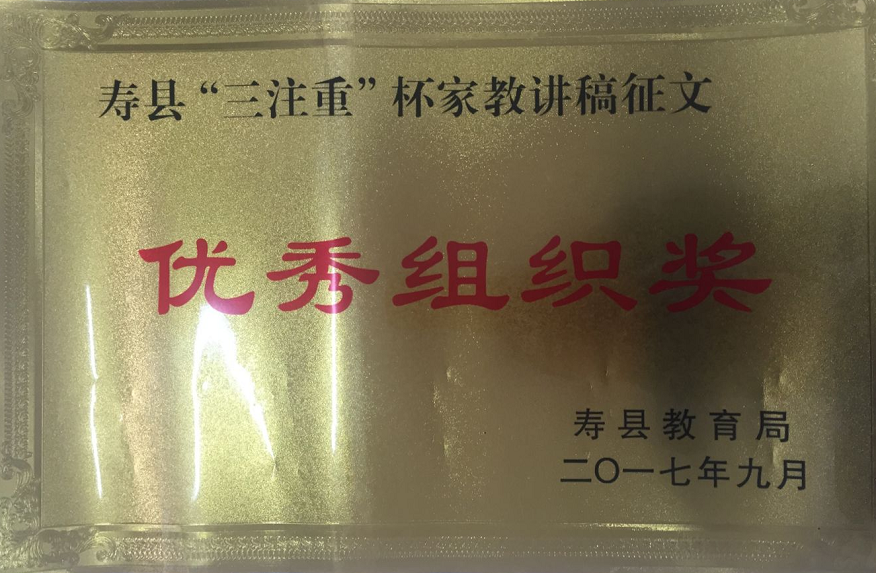 寿县“三注重”杯家教讲稿征文
优秀组织奖
寿县教育局
二〇一七年九月